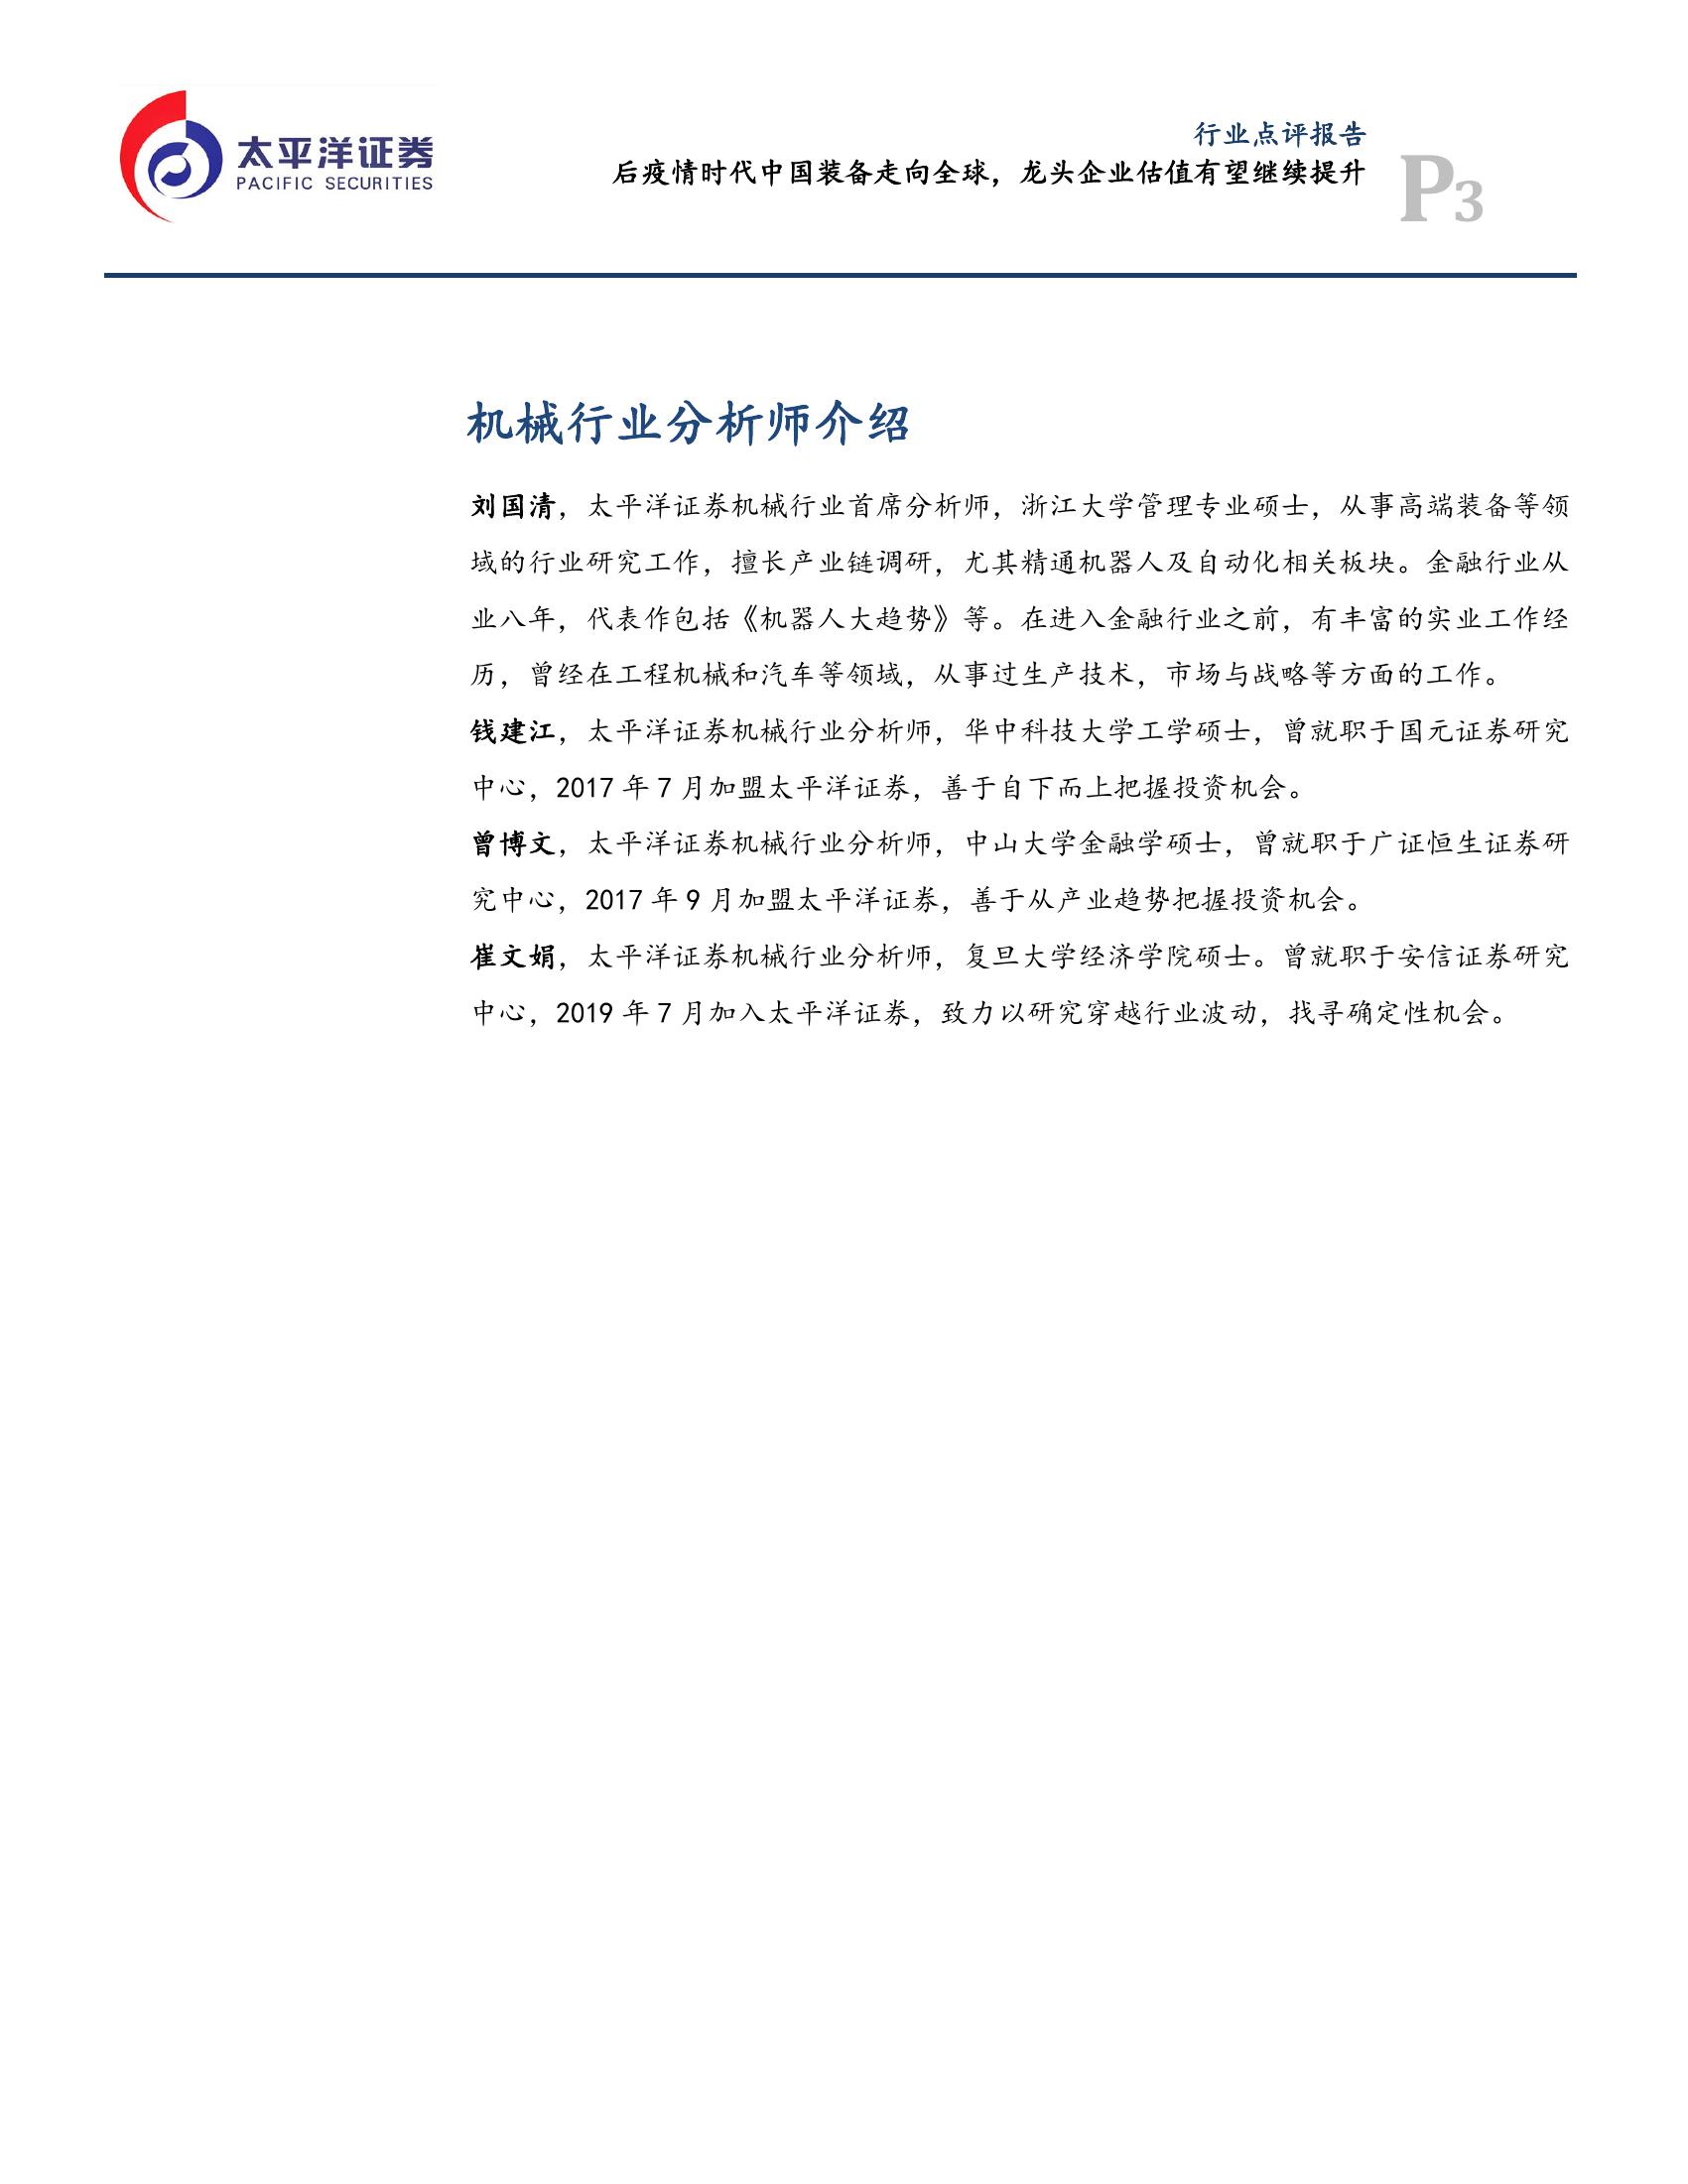 太平洋证券
PACIFIC SECURITIES
行业点评报告
后疫情时代中国装备走向全球，龙头企业估值有望继续提升
P3
机械行业分析师介绍
刘国清，太平洋证券机械行业首席分析师，浙江大学管理专业硕士，从事高端装备等领
域的行业研究工作，擅长产业链调研，尤其精通机器人及自动化相关板块。金融行业从
业八年，代表作包括《机器人大趋势》等。在进入金融行业之前，有丰富的实业工作经
历，曾经在工程机械和汽车等领域，从事过生产技术，市场与战略等方面的工作。
钱建江，太平洋证券机械行业分析师，华中科技大学工学硕士，曾就职于国元证券研究
中心，2017 年 7 月加盟太平洋证券，善于自下而上把握投资机会。
曾博文，太平洋证券机械行业分析师，中山大学金融学硕士，曾就职于广证恒生证券研
究中心，2017 年 9 月加盟太平洋证券，善于从产业趋势把握投资机会。
崔文娟，太平洋证券机械行业分析师，复旦大学经济学院硕士。曾就职于安信证券研究
中心，2019 年 7 月加入太平洋证券，致力以研究穿越行业波动，找寻确定性机会。